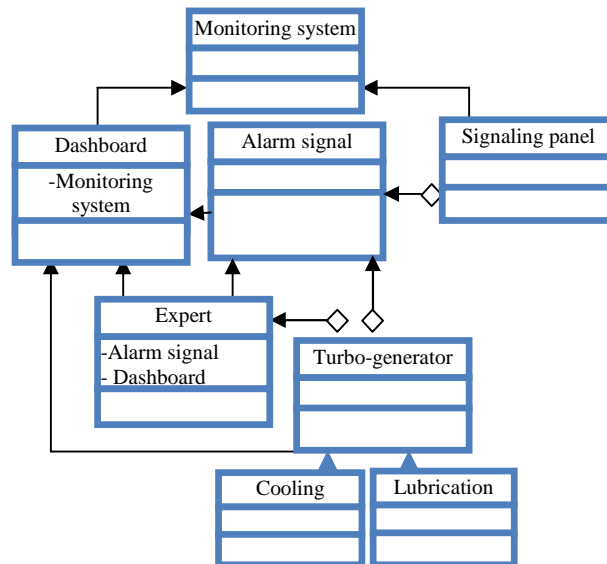 Monitoring system
Dashboard
-Monitoring
system
Alarm signal
Signaling panel
Expert
-Alarm signal
- Dashboard
Turbo-generator
Cooling
Lubrication